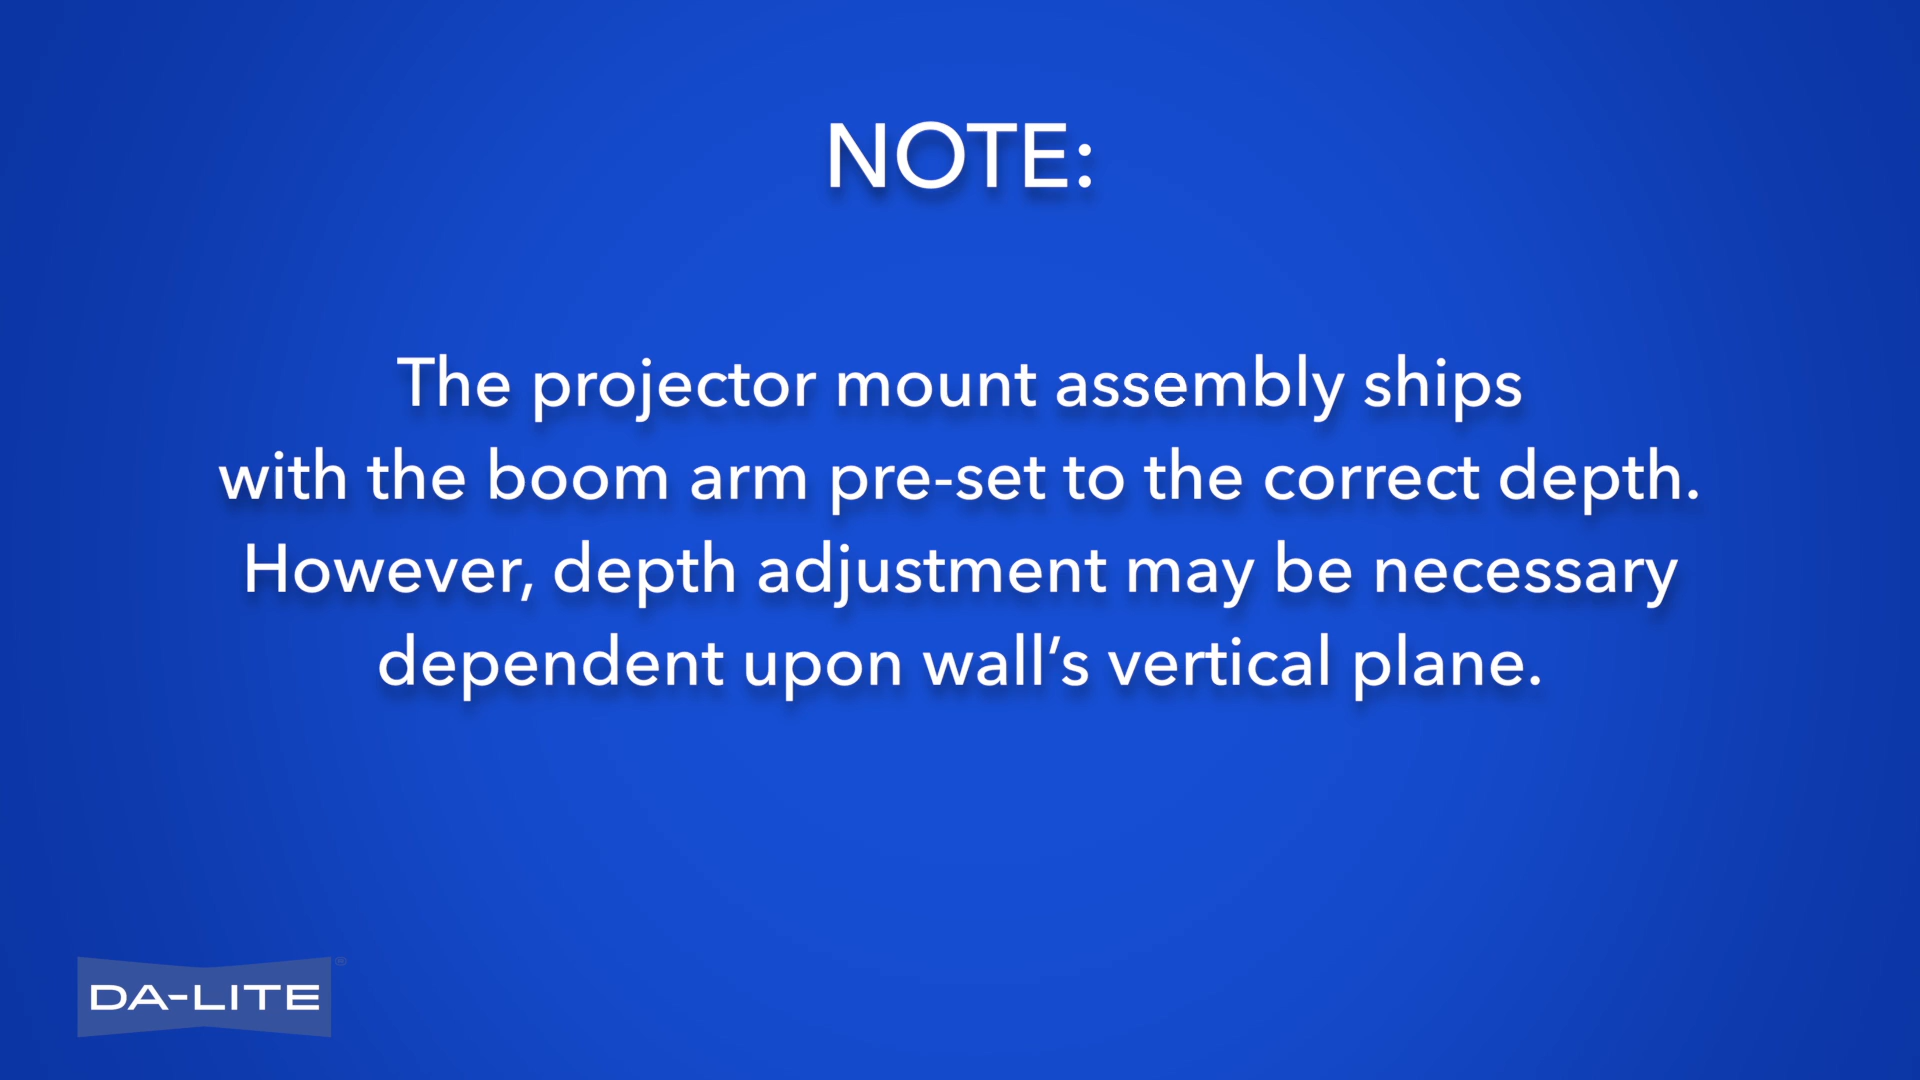 NOTE:
The projector mount assembly ships
with the boom arm pre-set to the correct depth.
However, depth adjustment may be necessary
dependent upon wall’s vertical plane.
DA-LITE®